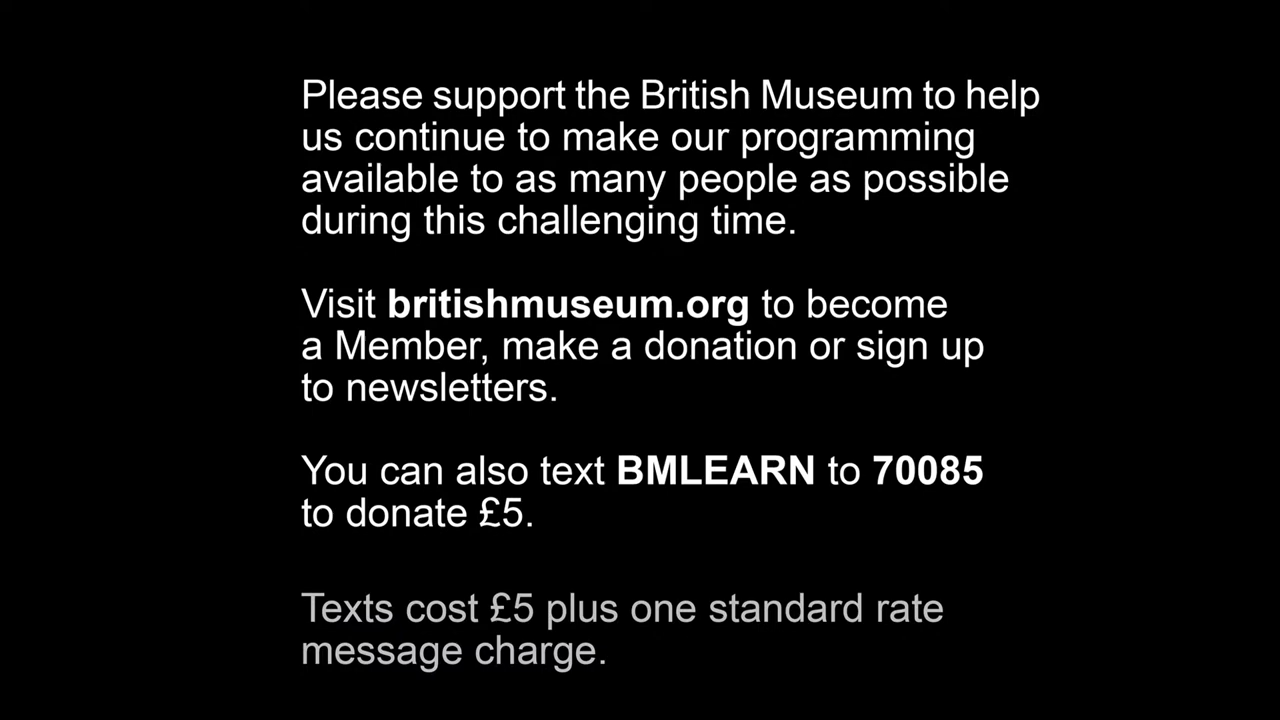 Please support the British Museum to help
us continue to make our programming
available to as many people as possible
during this challenging time.
Visit britishmuseum.org to become
a Member, make a donation or sign up
to newsletters.
You can also text BMLEARN to 70085
to donate £5.
Texts cost £5 plus one standard rate
message charge.